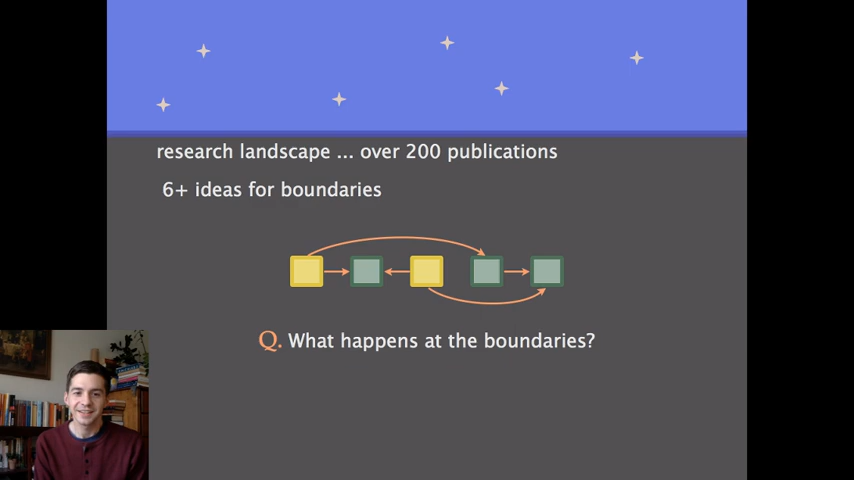 research landscape ... over 200 publications
6+ ideas for boundaries
Q. What happens at the boundaries?